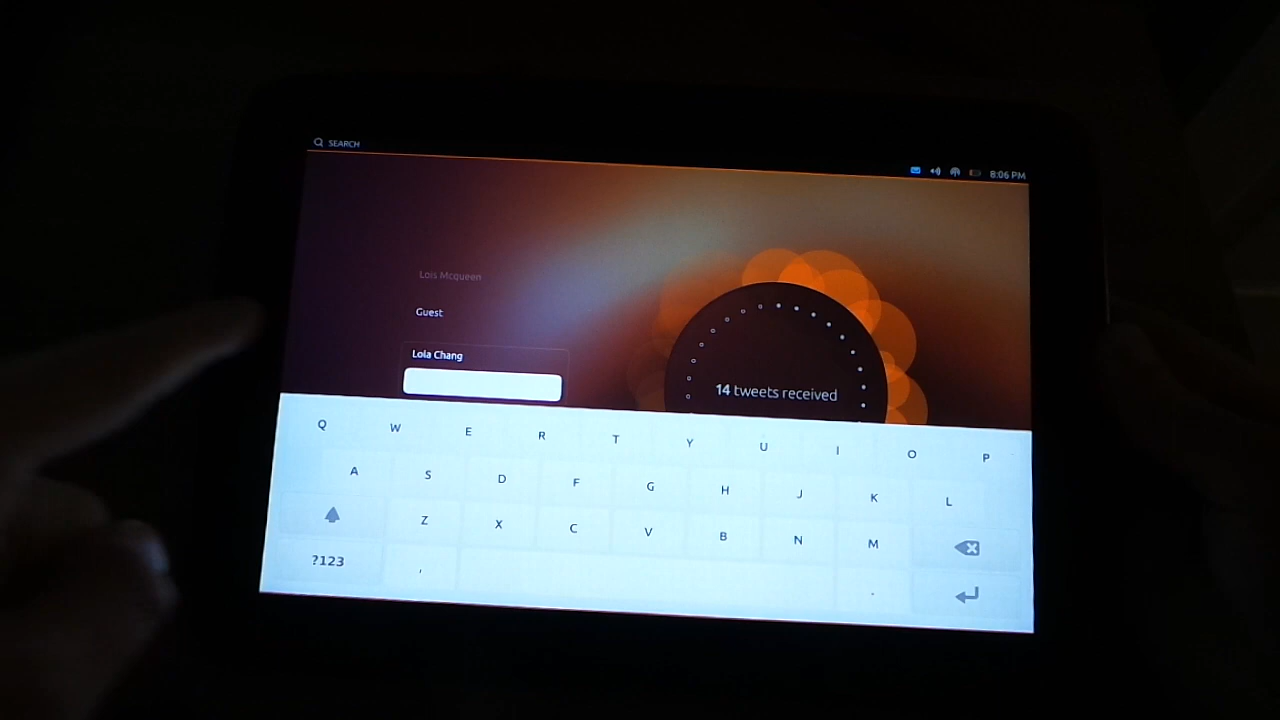 SEARCH
8:06 PM
Lois Mcqueen
Guest
Lola Chang
14 tweets received
Q W E R T Y U I O P
A S D F G H J K L
Z X C V B N M
?123 , .